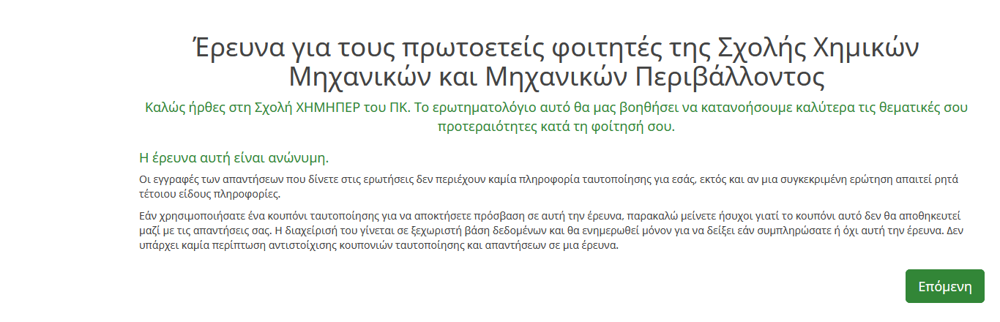 Έρευνα για τους πρωτοετείς φοιτητές της Σχολής Χημικών
Μηχανικών και Μηχανικών Περιβάλλοντος
Καλώς ήρθες στη Σχολή ΧΗΜΗΠΕΡ του ΠΚ. Το ερωτηματολόγιο αυτό θα μας βοηθήσει να κατανοήσουμε καλύτερα τις θεματικές σου
προτεραιότητες κατά τη φοίτησή σου.
Η έρευνα αυτή είναι ανώνυμη.
Οι εγγραφές των απαντήσεων που δίνετε στις ερωτήσεις δεν περιέχουν καμία πληροφορία ταυτοποίησης για εσάς, εκτός και αν μια συγκεκριμένη ερώτηση απαιτεί ρητά
τέτοιου είδους πληροφορίες.
Εάν χρησιμοποιήσατε ένα κουπόνι ταυτοποίησης για να αποκτήσετε πρόσβαση σε αυτή την έρευνα, παρακαλώ μείνετε ήσυχοι γιατί το κουπόνι αυτό δεν θα αποθηκευτεί
μαζί με τις απαντήσεις σας. Η διαχείρισή του γίνεται σε ξεχωριστή βάση δεδομένων και θα ενημερωθεί μόνον για να δείξει εάν συμπληρώσατε ή όχι αυτή την έρευνα. Δεν
υπάρχει καμία περίπτωση αντιστοίχισης κουπονιών ταυτοποίησης και απαντήσεων σε μια έρευνα.
Επόμενη